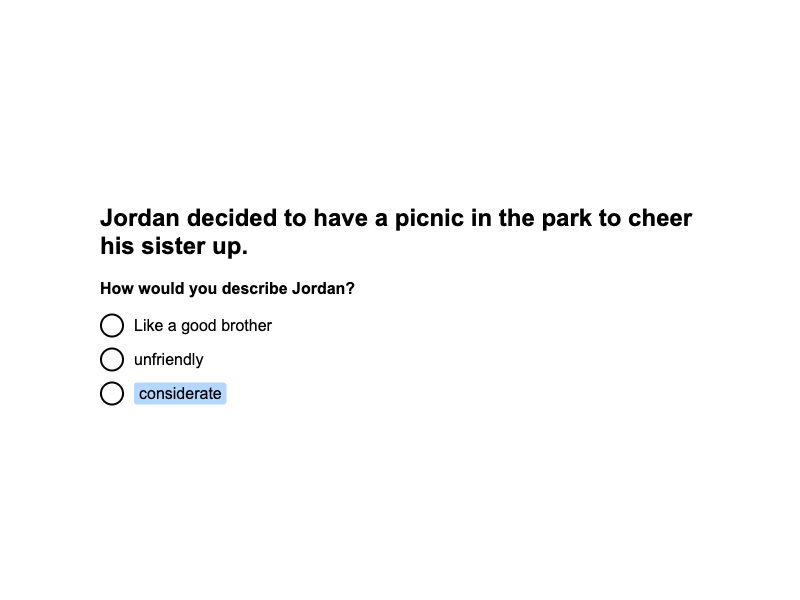 Jordan decided to have a picnic in the park to cheer
his sister up.
How would you describe Jordan?
Like a good brother
unfriendly
considerate